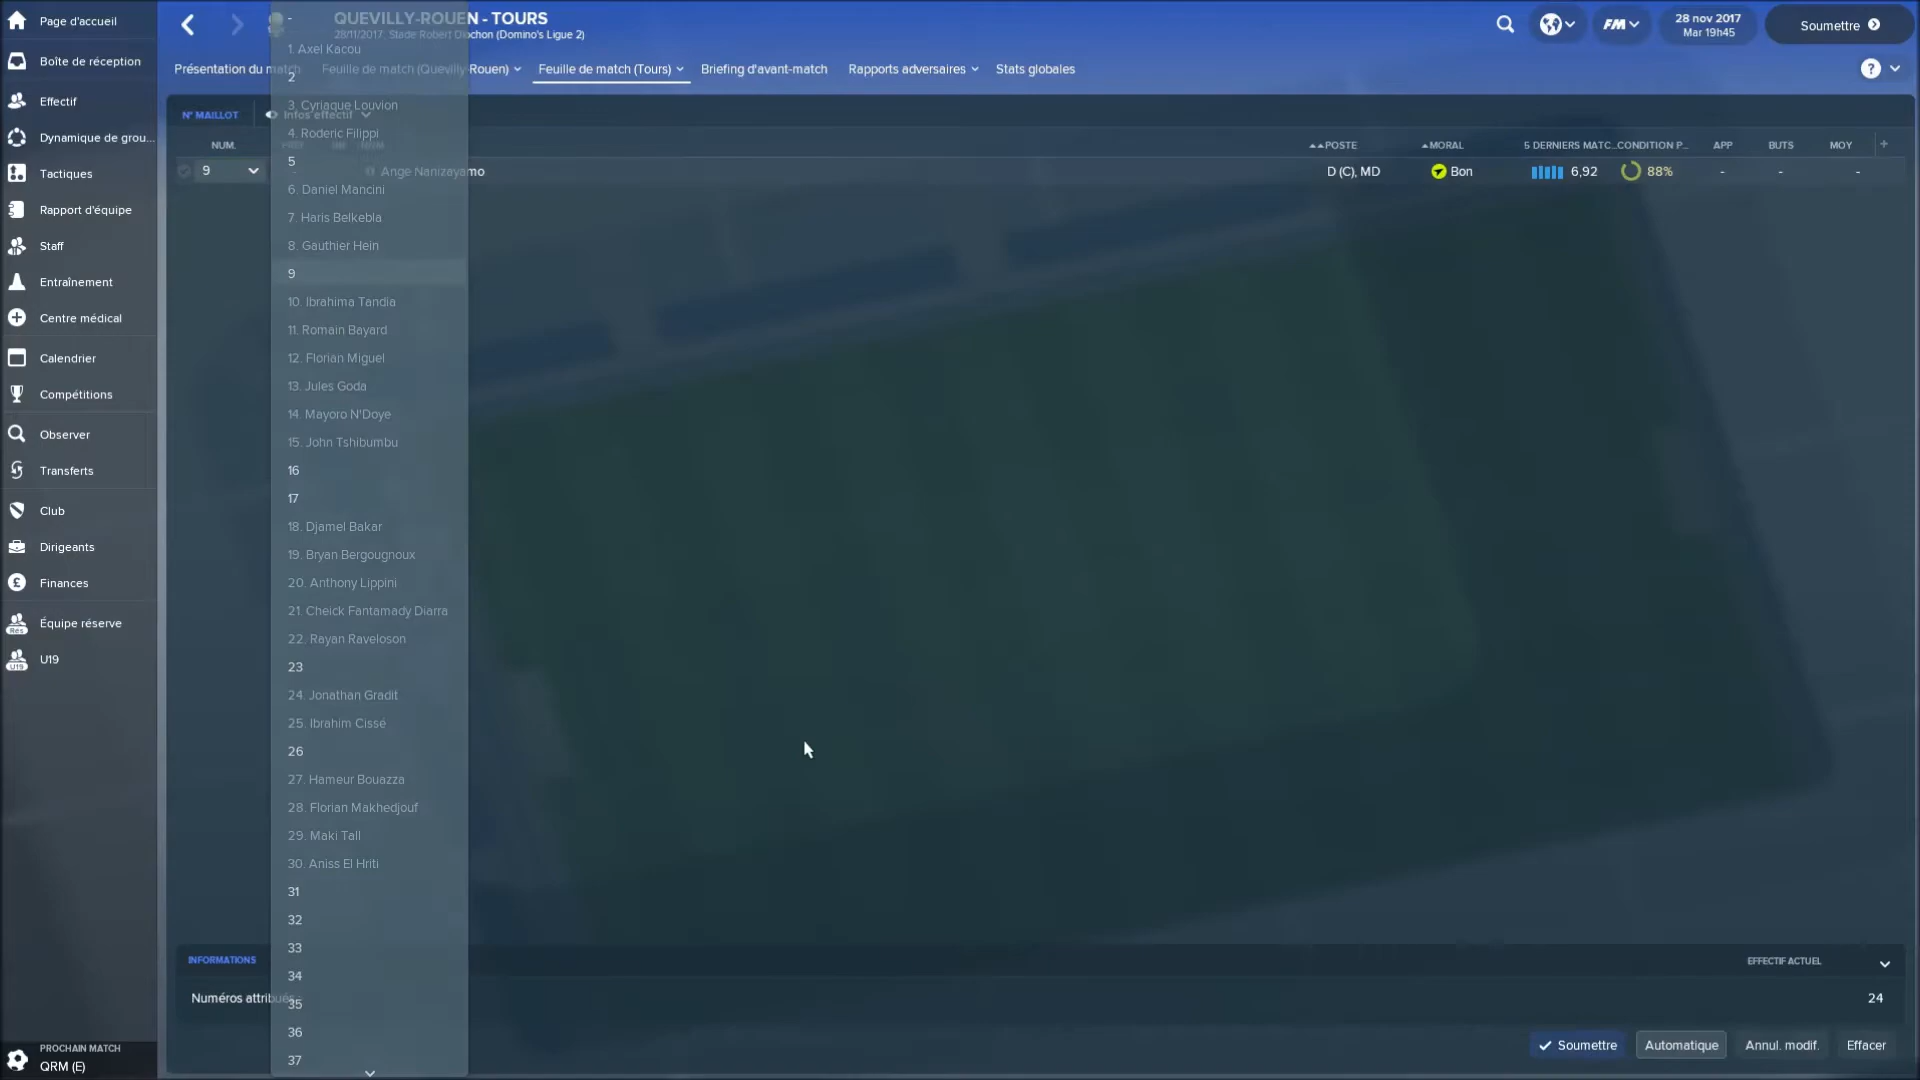 Page d'accueil
Boîte de réception
Effectif
Dynamique de grou...
Tactiques
Rapport d'équipe
Staff
Entraînement
Centre médical
Calendrier
Compétitions
Observer
Transferts
Club
Dirigeants
Finances
Équipe réserve
U19
PROCHAIN MATCH
QRM (E)
QUEVILLY-ROUEN - TOURS
28/11/2017, Stade Robert Diochon (Domino's Ligue 2)
FM
28 nov 2017
Mar 19h45
Soumettre
Présentation du match
Feuille de match (Quevilly-Rouen)
Feuille de match (Tours)
Briefing d'avant-match
Rapports adversaires
Stats globales
N° MAILLOT
Infos effectif
NUM.
POSTE
MORAL
5 DERNIERS MATC...
CONDITION P...
APP
BUTS
MOY
9
Ange Nanizayamo
D (C), MD
Bon
6,92
88%
-
-
-
-
1. Axel Kacou
2
3. Cyriaque Louvion
4. Roderic Filippi
5
6. Daniel Mancini
7. Haris Belkebla
8. Gauthier Hein
9
10. Ibrahima Tandia
11. Romain Bayard
12. Florian Miguel
13. Jules Goda
14. Mayoro N'Doye
15. John Tshibumbu
16
17
18. Djamel Bakar
19. Bryan Bergougnoux
20. Anthony Lippini
21. Cheick Fantamady Diarra
22. Rayan Raveloson
23
24. Jonathan Gradit
25. Ibrahim Cissé
26
27. Hameur Bouazza
28. Florian Makhedjouf
29. Maki Tall
30. Aniss El Hriti
31
32
33
34
35
36
37
INFORMATIONS
EFFECTIF ACTUEL
Numéros attribués
24
Soumettre
Automatique
Annul. modif.
Effacer